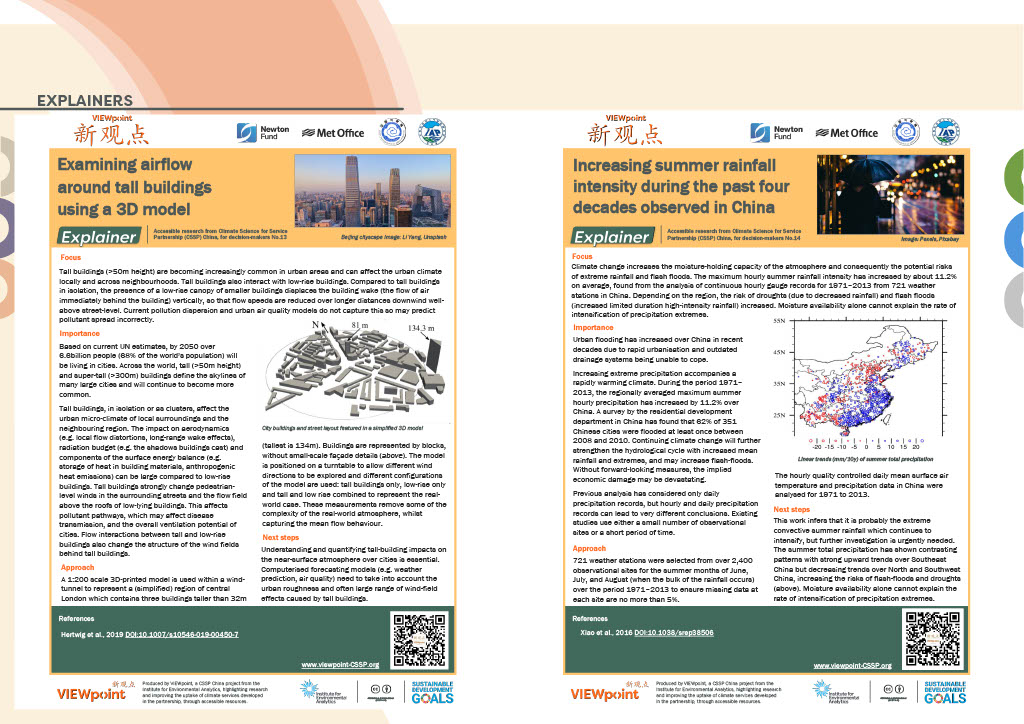 EXPLAINERS
VIEWpoint
新观点
Newton
Fund
Met Office
IAP
Examining airflow
around tall buildings
using a 3D model
Explainer
Accessible research from Climate Science for Service
Partnership (CSSP) China, for decision-makers No.13
Beijing cityscape Image: Li Yang, Unsplash
Focus
Tall buildings (>50m height) are becoming increasingly common in urban areas and can affect the urban climate
locally and across neighbourhoods. Tall buildings also interact with low-rise buildings. Compared to tall buildings
in isolation, the presence of a low-rise canopy of smaller buildings displaces the building wake (the flow of air
immediately behind the building) vertically, so that flow speeds are reduced over longer distances downwind well-
above street-level. Current pollution dispersion and urban air quality models do not capture this so may predict
pollutant spread incorrectly.
Importance
Based on current UN estimates, by 2050 over
6.6billion people (68% of the world's population) will
be living in cities. Across the world, tall (>50m height)
and super-tall (>300m) buildings define the skylines of
many large cities and will continue to become more
common.
Tall buildings, in isolation or as clusters, affect the
urban micro-climate of local surroundings and the
neighbouring region. The impact on aerodynamics
(e.g. local flow distortions, long-range wake effects),
radiation budget (e.g. the shadows buildings cast) and
components of the surface energy balance (e.g.
storage of heat in building materials, anthropogenic
heat emissions) can be large compared to low-rise
buildings. Tall buildings strongly change pedestrian-
level winds in the surrounding streets and the flow field
above the roofs of low-lying buildings. This affects
pollutant pathways, which may affect disease
transmission, and the overall ventilation potential of
cities. Flow interactions between tall and low-rise
buildings also change the structure of the wind fields
behind tall buildings.
Approach
A 1:200 scale 3D-printed model is used within a wind-
tunnel to represent a (simplified) region of central
London which contains three buildings taller than 32m
N
81 m
134.3 m
City buildings and street layout featured in a simplified 3D model
(tallest is 134m). Buildings are represented by blocks,
without small-scale façade details (above). The model
is positioned on a turntable to allow different wind
directions to be explored and different configurations
of the model are used: tall buildings only, low-rise only
and tall and low rise combined to represent the real-
world case. These measurements remove some of the
complexity of the real-world atmosphere, whilst
capturing the mean flow behaviour.
Next steps
Understanding and quantifying tall-building impacts on
the near-surface atmosphere over cities is essential.
Computerised forecasting models (e.g. weather
prediction, air quality) need to take into account the
urban roughness and often large range of wind-field
effects caused by tall buildings.
References
Hertwig et al., 2019 DOI:10.1007/s10546-019-00450-7
www.viewpoint-CSSP.org
新观点
VIEWpoint
Produced by VIEWpoint, a CSSP China project from the
Institute for Environmental Analytics, highlighting research
and improving the uptake of climate services developed
in the partnership, through accessible resources.
Institute for
Environmental
Analytics
SUSTAINABLE
DEVELOPMENT
GOALS
VIEWpoint
新观点
Newton
Fund
Met Office
IAP
Increasing summer rainfall
intensity during the past four
decades observed in China
Explainer
Accessible research from Climate Science for Service
Partnership (CSSP) China, for decision-makers No.14
Image: Pexels, Pixabay
Focus
Climate change increases the moisture-holding capacity of the atmosphere and consequently the potential risks
of extreme rainfall and flash floods. The maximum hourly summer rainfall intensity has increased by about 11.2%
on average, found from the analysis of continuous hourly gauge records for 1971–2013 from 721 weather
stations in China. Depending on the region, the risk of droughts (due to decreased rainfall) and flash floods
(increased limited duration high-intensity rainfall) increased. Moisture availability alone cannot explain the rate of
intensification of precipitation extremes.
Importance
Urban flooding has increased over China in recent
decades due to rapid urbanisation and outdated
drainage systems being unable to cope.
Increasing extreme precipitation accompanies a
rapidly warming climate. During the period 1971–
2013, the regionally averaged maximum summer
hourly precipitation has increased by 11.2% over
China. A survey by the residential development
department in China found that 62% of 351
Chinese cities were flooded at least once between
2008 and 2010. Continuing climate change will further
strengthen the hydrological cycle with increased mean
rainfall and extremes, and may increase flash-floods.
Without forward-looking measures, the implied
economic damage may be devastating.
Previous analysis has considered only daily
precipitation records, but hourly and daily precipitation
records can lead to very different conclusions. Existing
studies use either a small number of observational
sites or a short period of time.
Approach
721 weather stations were selected from over 2,400
observational sites for the summer months of June,
July, and August (when the bulk of the rainfall occurs)
over the period 1971–2013 to ensure missing data at
each site are no more than 5%.
55N
45N
35N
25N
-20 -15 -10 -5 0 5 10 15 20
Linear trends (mm/10y) of summer total precipitation
The hourly quality controlled daily mean surface air
temperature and precipitation data in China were
analysed for 1971 to 2013.
Next steps
This work infers that it is probably the extreme
convective summer rainfall which continues to
intensify, but further investigation is urgently needed.
The summer total precipitation has shown contrasting
patterns with strong upward trends over Southeast
China but decreasing trends over North and Southwest
China, increasing the risks of flash-floods and droughts
(above). Moisture availability alone cannot explain the
rate of intensification of precipitation extremes.
References
Xiao et al., 2016 DOI:10.1038/srep38506
www.viewpoint-CSSP.org
新观点
VIEWpoint
Produced by VIEWpoint, a CSSP China project from the
Institute for Environmental Analytics, highlighting research
and improving the uptake of climate services developed
in the partnership, through accessible resources.
Institute for
Environmental
Analytics
SUSTAINABLE
DEVELOPMENT
GOALS